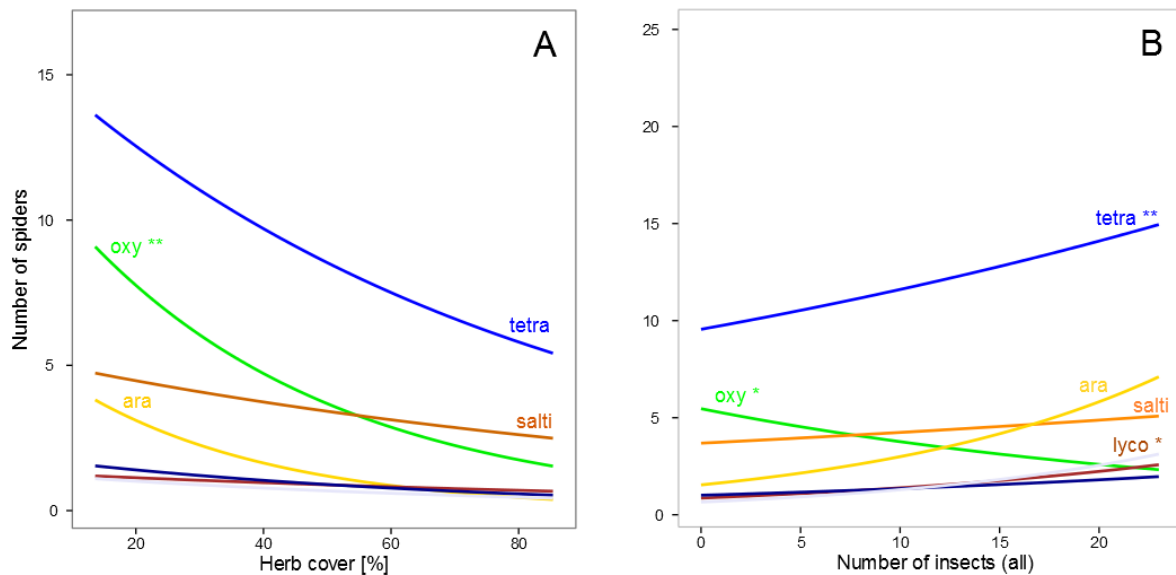 A
15
10
5
0
Number of spiders
oxy **
tetra
ara
salti
20
40
60
80
Herb cover [%]
B
25
20
15
10
5
0
tetra **
oxy *
ara
salti
lyco *
0
5
10
15
20
Number of insects (all)